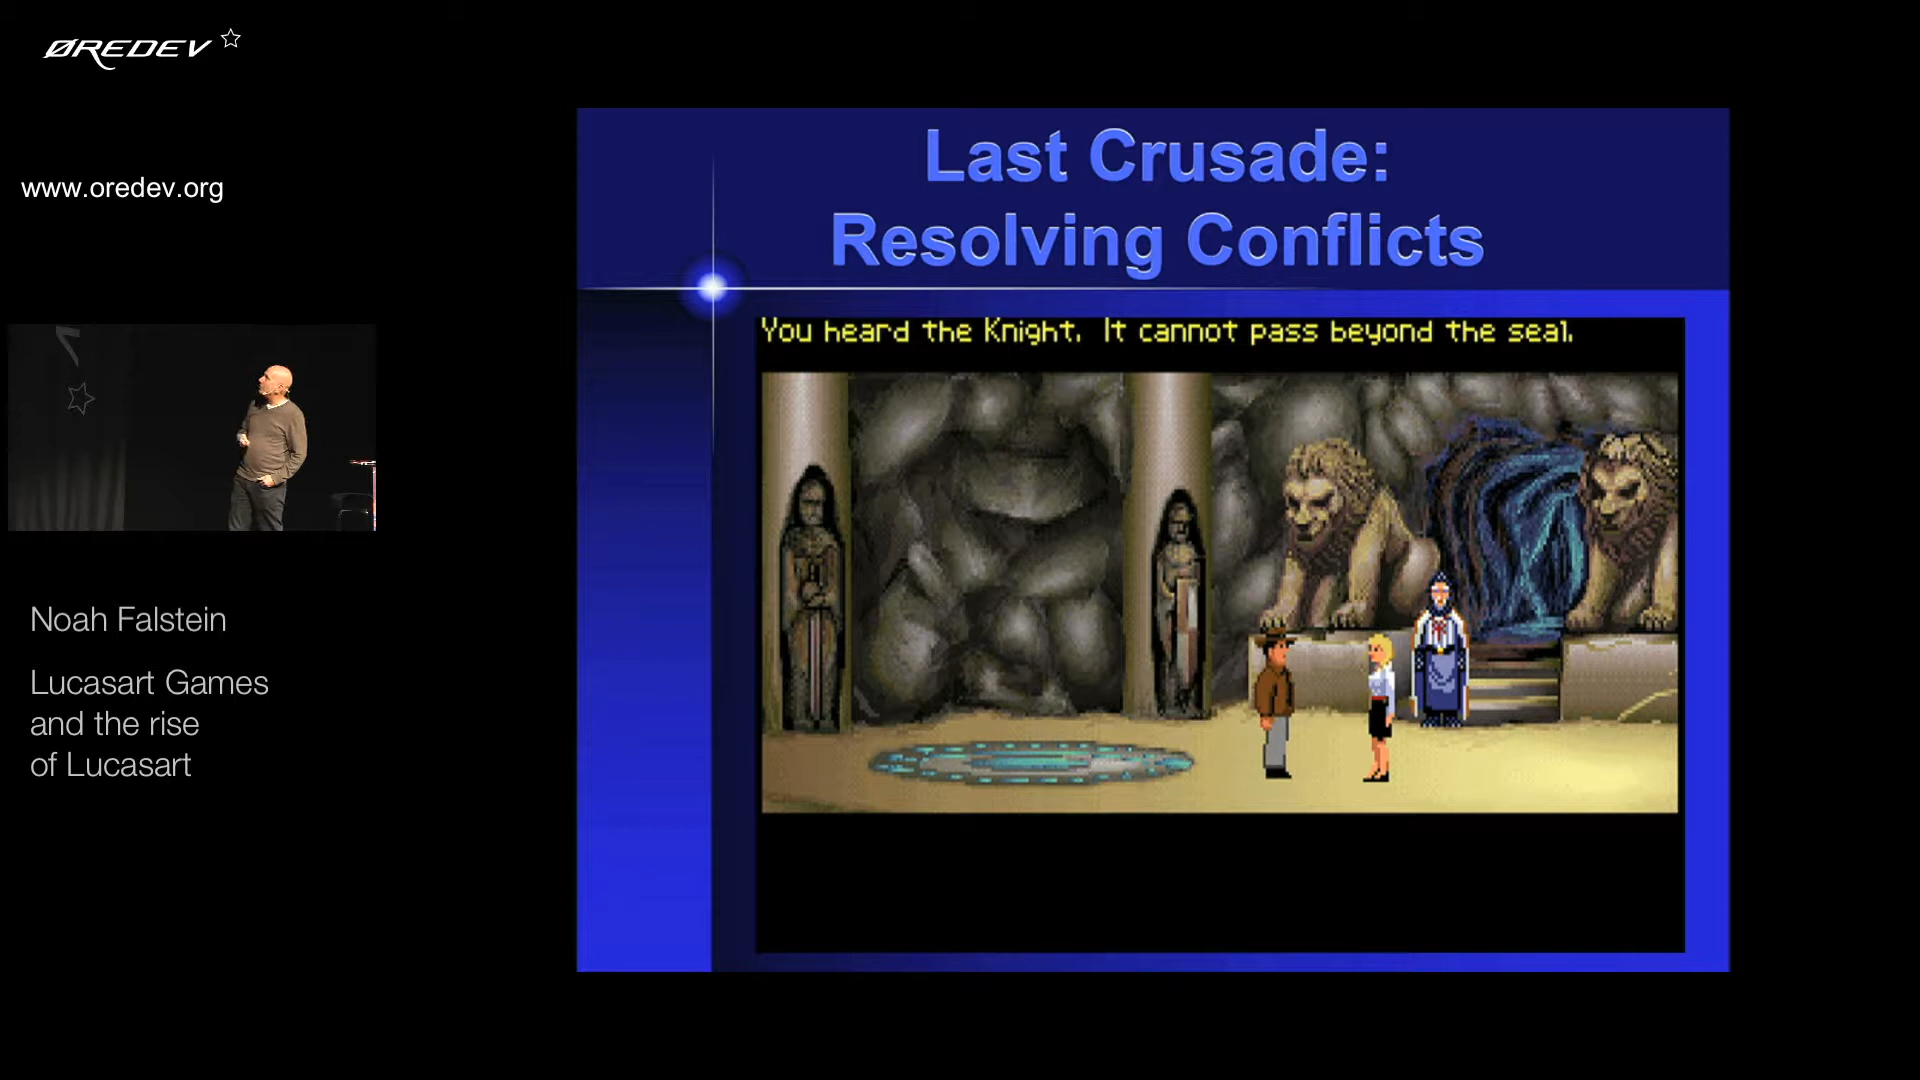 ØREDEV
www.oredev.org
Last Crusade:
Resolving Conflicts
You heard the Knight. It cannot pass beyond the seal.
Noah Falstein
Lucasart Games
and the rise
of Lucasart